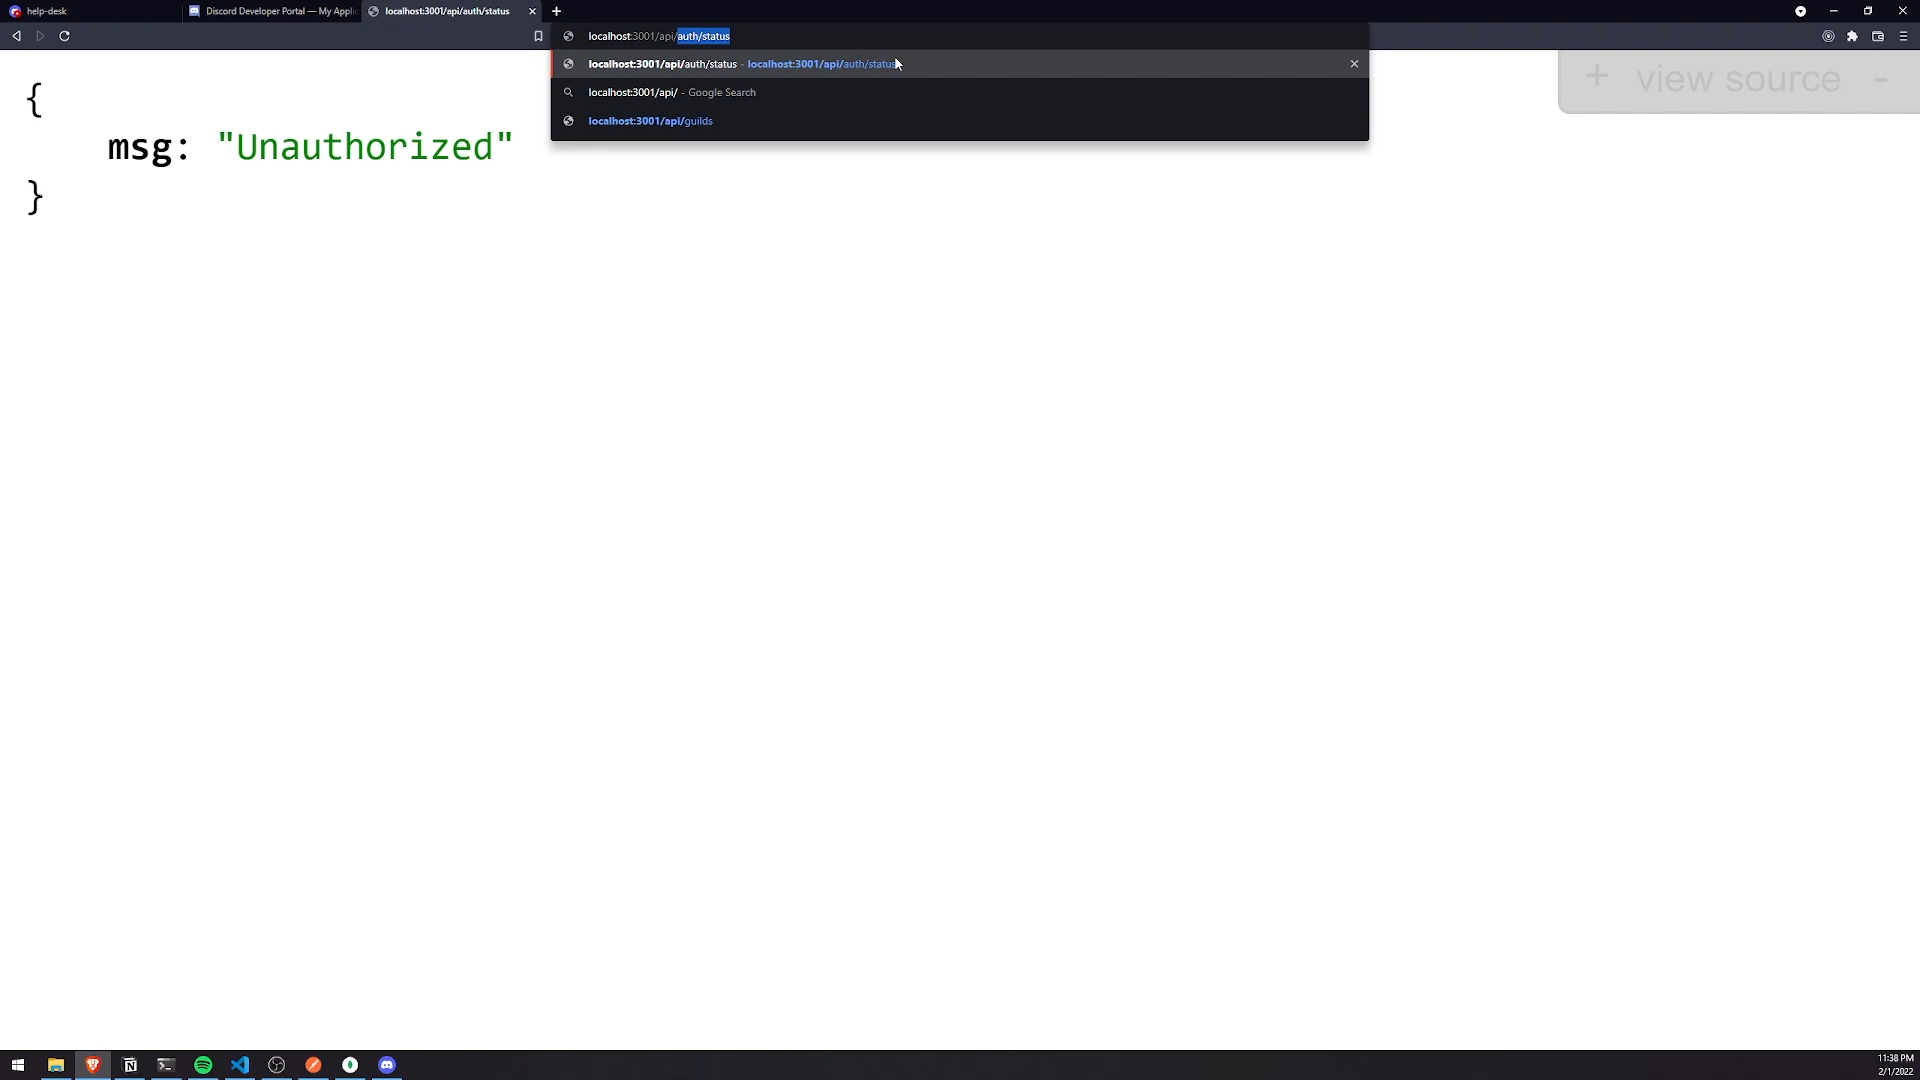 help-desk
Discord Developer Portal — My Appli
localhost:3001/api/auth/status
localhost:3001/api/auth/status
localhost:3001/api/auth/status - localhost:3001/api/auth/status
localhost:3001/api/ - Google Search
localhost:3001/api/guilds
+ view source -
{
msg: "Unauthorized"
}
11:38 PM
2/1/2022